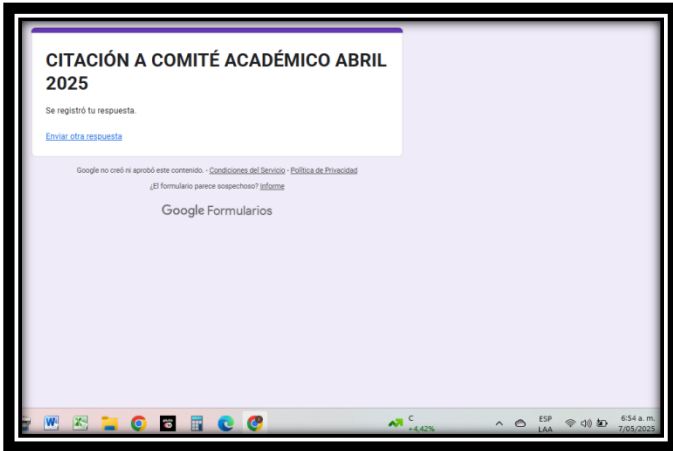 CITACIÓN A COMITÉ ACADÉMICO ABRIL
2025
Se registró tu respuesta.
Enviar otra respuesta
Google no creó ni aprobó este contenido. - Condiciones del Servicio - Política de Privacidad
¿El formulario parece sospechoso? Informe
Google Formularios
C
+4,42%
ESP
LAA
6:54 a. m.
7/05/2025